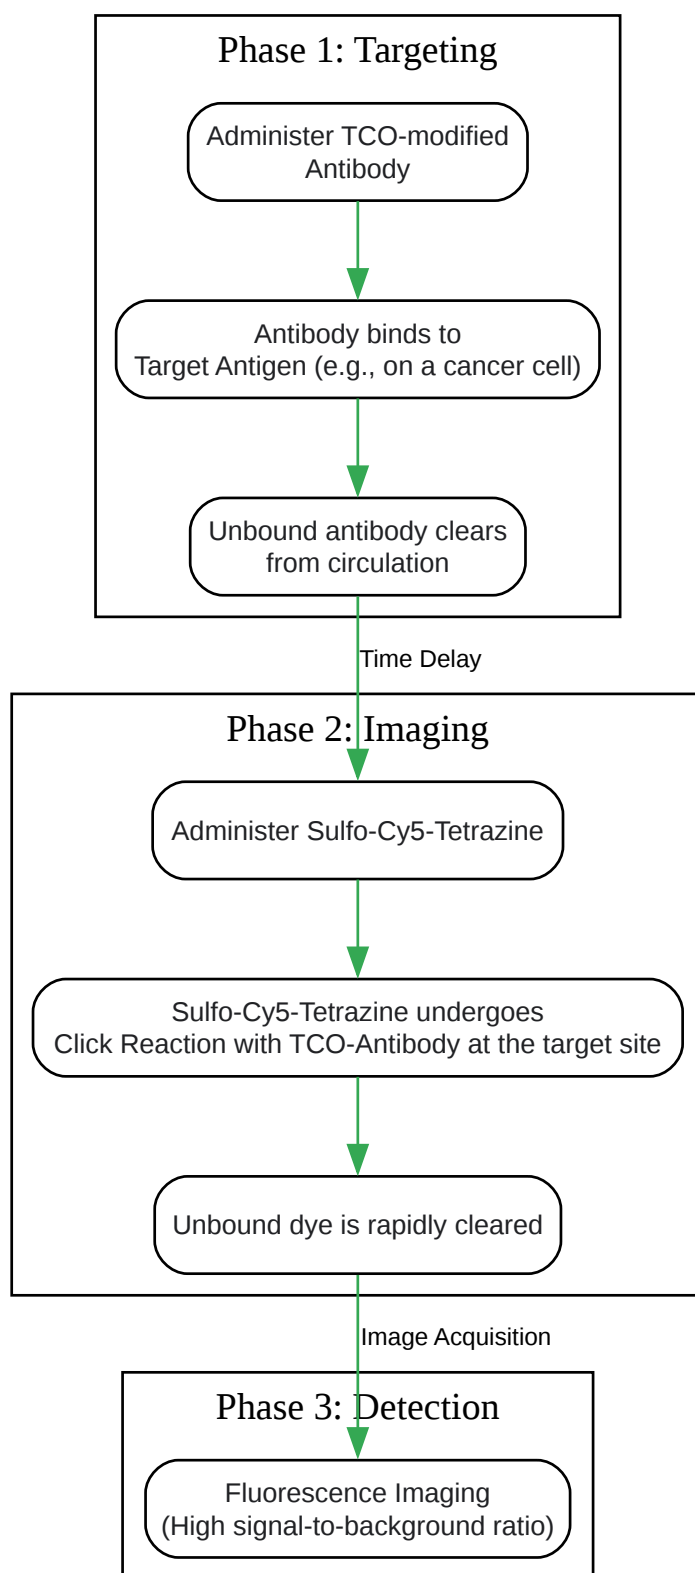 Phase 1: Targeting
Administer TCO-modified
Antibody
Antibody binds to
Target Antigen (e.g., on a cancer cell)
Unbound antibody clears
from circulation
Time Delay
Phase 2: Imaging
Administer Sulfo-Cy5-Tetrazine
Sulfo-Cy5-Tetrazine undergoes
Click Reaction with TCO-Antibody at the target site
Unbound dye is rapidly cleared
Image Acquisition
Phase 3: Detection
Fluorescence Imaging
(High signal-to-background ratio)